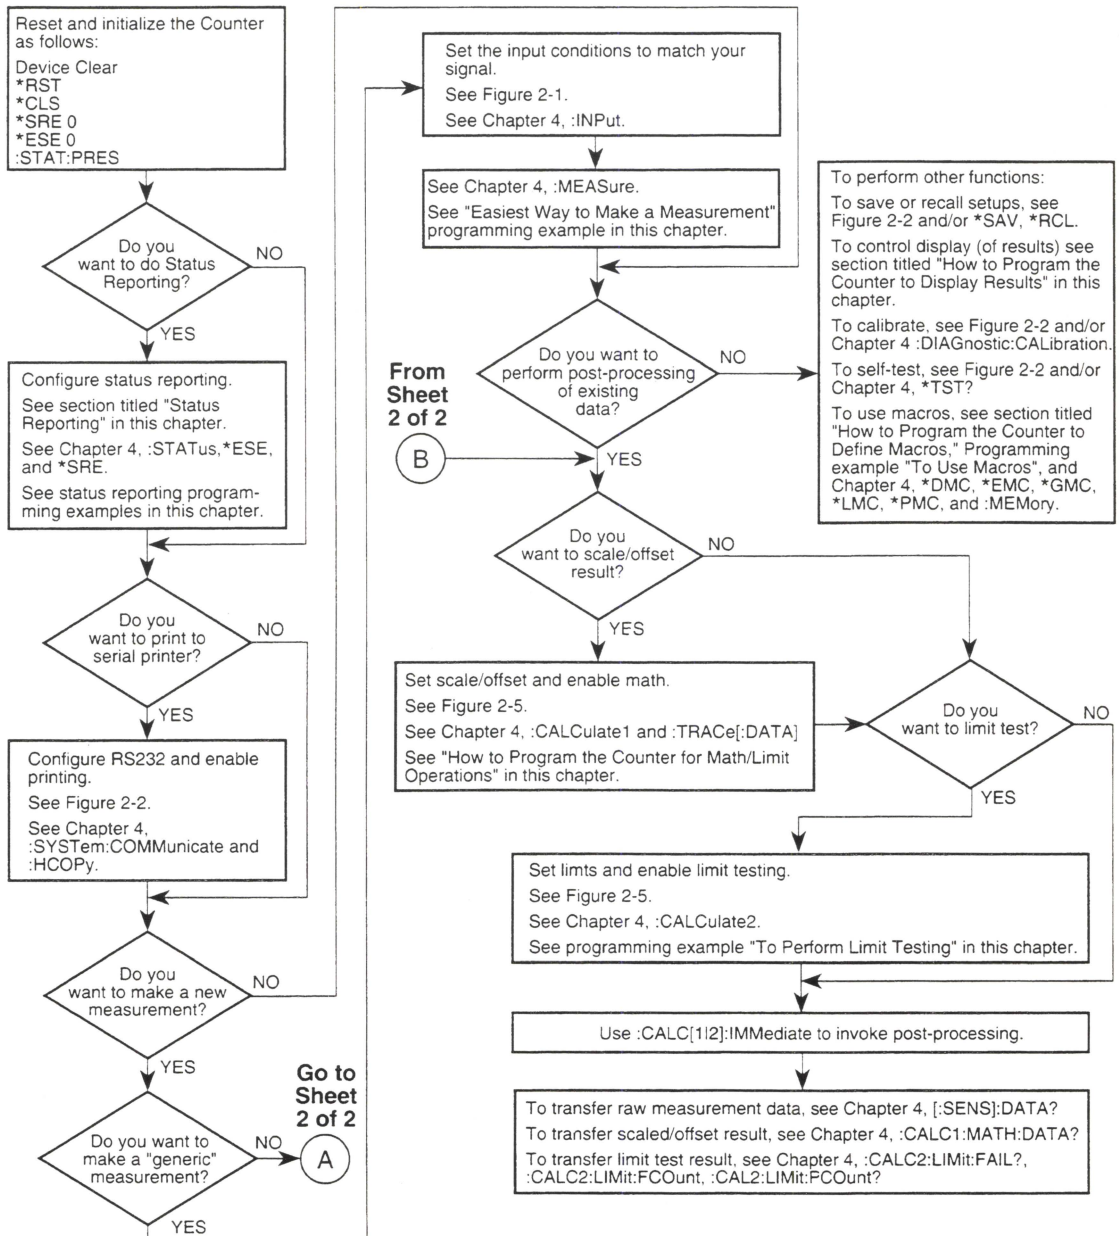 Reset and initialize the Counter
as follows:
Device Clear
*RST
*CLS
*SRE 0
*ESE 0
:STAT:PRES
Do you
want to do Status
Reporting?
NO
YES
Configure status reporting.
See section titled "Status
Reporting" in this chapter.
See Chapter 4, :STATus,*ESE,
and *SRE.
See status reporting program-
ming examples in this chapter.
Do you
want to print to
serial printer?
NO
YES
Configure RS232 and enable
printing.
See Figure 2-2.
See Chapter 4,
:SYSTem:COMMunicate and
:HCOPy.
Do you
want to make a new
measurement?
NO
YES
Do you want to
make a "generic"
measurement?
NO
Go to
Sheet
2 of 2
A
YES
Set the input conditions to match your
signal.
See Figure 2-1.
See Chapter 4, :INPut.
See Chapter 4, :MEASure.
See "Easiest Way to Make a Measurement"
programming example in this chapter.
Do you want to
perform post-processing
of existing
data?
NO
To perform other functions:
To save or recall setups, see
Figure 2-2 and/or *SAV, *RCL.
To control display (of results) see
section titled "How to Program the
Counter to Display Results" in this
chapter.
To calibrate, see Figure 2-2 and/or
Chapter 4 :DIAGnostic:CALibration.
To self-test, see Figure 2-2 and/or
Chapter 4, *TST?
To use macros, see section titled
"How to Program the Counter to
Define Macros," Programming
example "To Use Macros", and
Chapter 4, *DMC, *EMC, *GMC,
*LMC, *PMC, and :MEMory.
From
Sheet
2 of 2
B
YES
Do you
want to scale/offset
result?
NO
YES
Set scale/offset and enable math.
See Figure 2-5.
See Chapter 4, :CALCulate1 and :TRACe[:DATA]
See "How to Program the Counter for Math/Limit
Operations" in this chapter.
Do you
want to limit test?
NO
YES
Set limts and enable limit testing.
See Figure 2-5.
See Chapter 4, :CALCulate2.
See programming example "To Perform Limit Testing" in this chapter.
Use :CALC[1|2]:IMMediate to invoke post-processing.
To transfer raw measurement data, see Chapter 4, [:SENS]:DATA?
To transfer scaled/offset result, see Chapter 4, :CALC1:MATH:DATA?
To transfer limit test result, see Chapter 4, :CALC2:LIMit:FAIL?,
:CALC2:LIMit:FCOunt, :CAL2:LIMit:PCOunt?